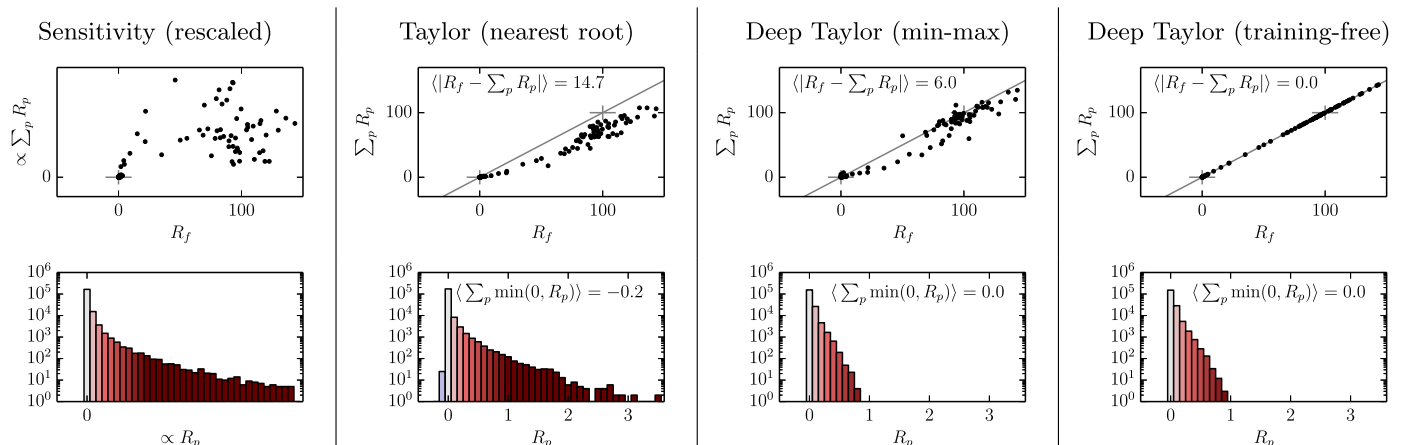 Sensitivity (rescaled)
∝ ∑_p R_p
0
0 100
R_f
10^6
10^5
10^4
10^3
10^2
10^1
10^0
0
∝ R_p
Taylor (nearest root)
⟨|R_f − ∑_p R_p|⟩ = 14.7
∑_p R_p
100
0
0 100
R_f
10^6
10^5
10^4
10^3
10^2
10^1
10^0
⟨ ∑_p min(0, R_p)⟩ = −0.2
0 1 2 3
R_p
Deep Taylor (min-max)
⟨|R_f − ∑_p R_p|⟩ = 6.0
∑_p R_p
100
0
0 100
R_f
10^6
10^5
10^4
10^3
10^2
10^1
10^0
⟨ ∑_p min(0, R_p)⟩ = 0.0
0 1 2 3
R_p
Deep Taylor (training-free)
⟨|R_f − ∑_p R_p|⟩ = 0.0
∑_p R_p
100
0
0 100
R_f
10^6
10^5
10^4
10^3
10^2
10^1
10^0
⟨ ∑_p min(0, R_p)⟩ = 0.0
0 1 2 3
R_p